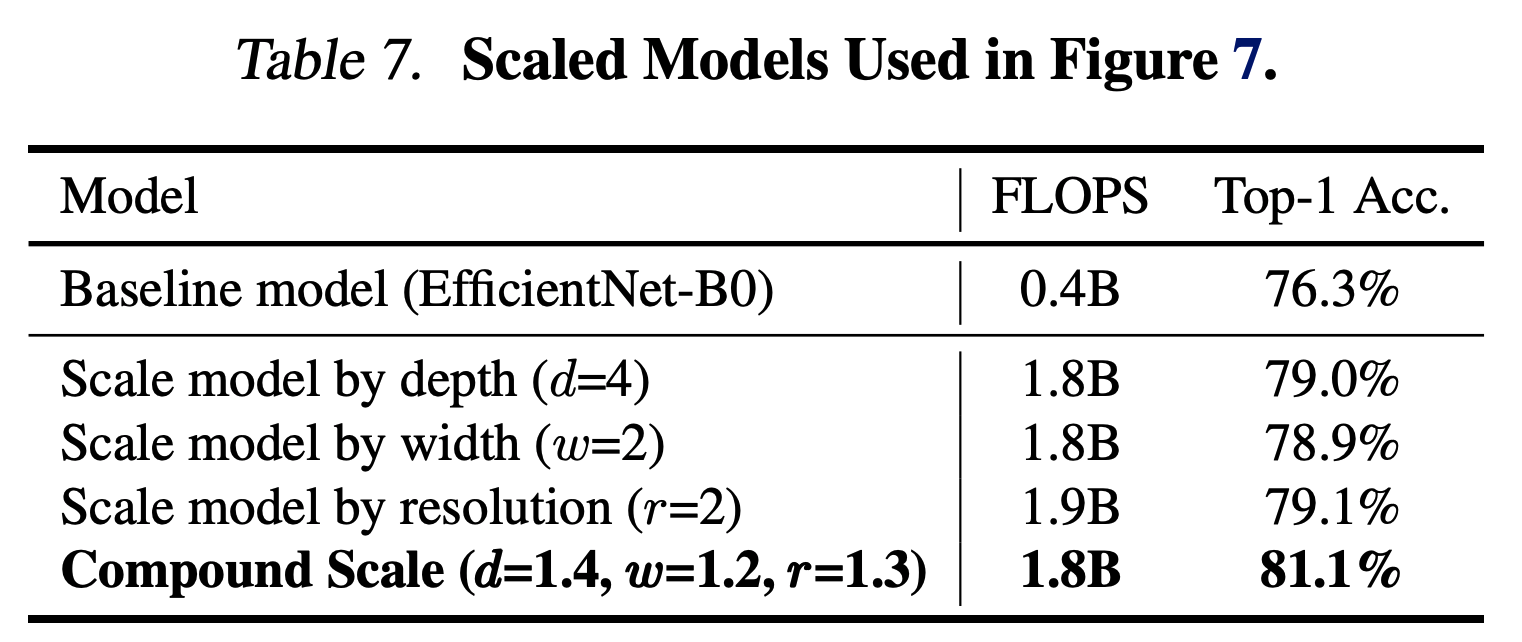 Table 7. Scaled Models Used in Figure 7.
Model FLOPS Top-1 Acc.
Baseline model (EfficientNet-B0) 0.4B 76.3%
Scale model by depth (d=4) 1.8B 79.0%
Scale model by width (w=2) 1.8B 78.9%
Scale model by resolution (r=2) 1.9B 79.1%
Compound Scale (d=1.4, w=1.2, r=1.3) 1.8B 81.1%